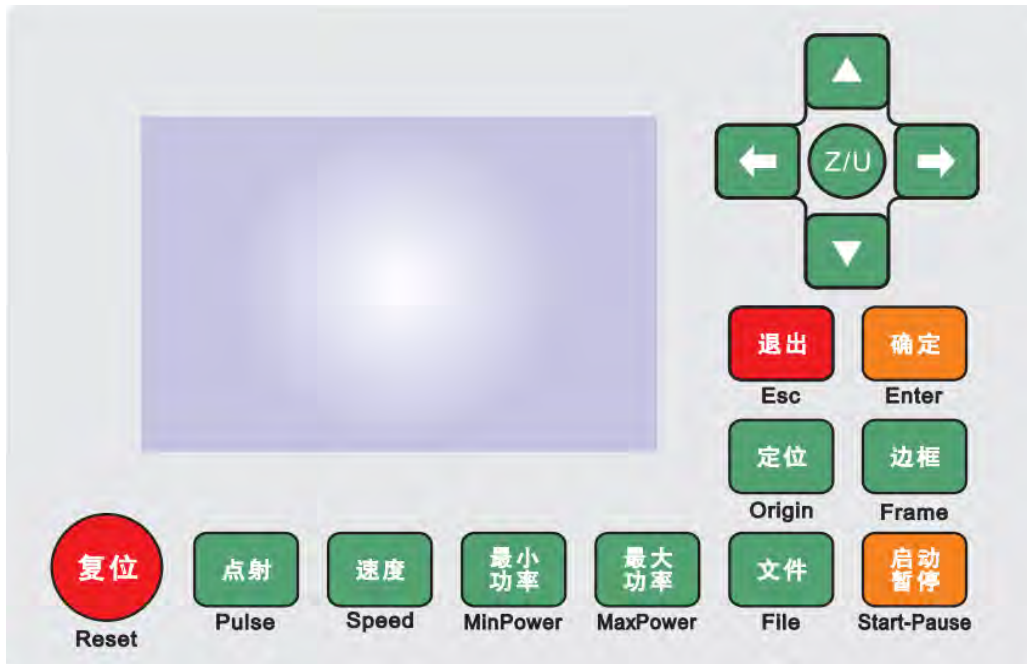 Z/U
退出
确定
Esc
Enter
定位
边框
Origin
Frame
复位
点射
速度
最小
功率
最大
功率
文件
启动
暂停
Reset
Pulse
Speed
MinPower
MaxPower
File
Start-Pause